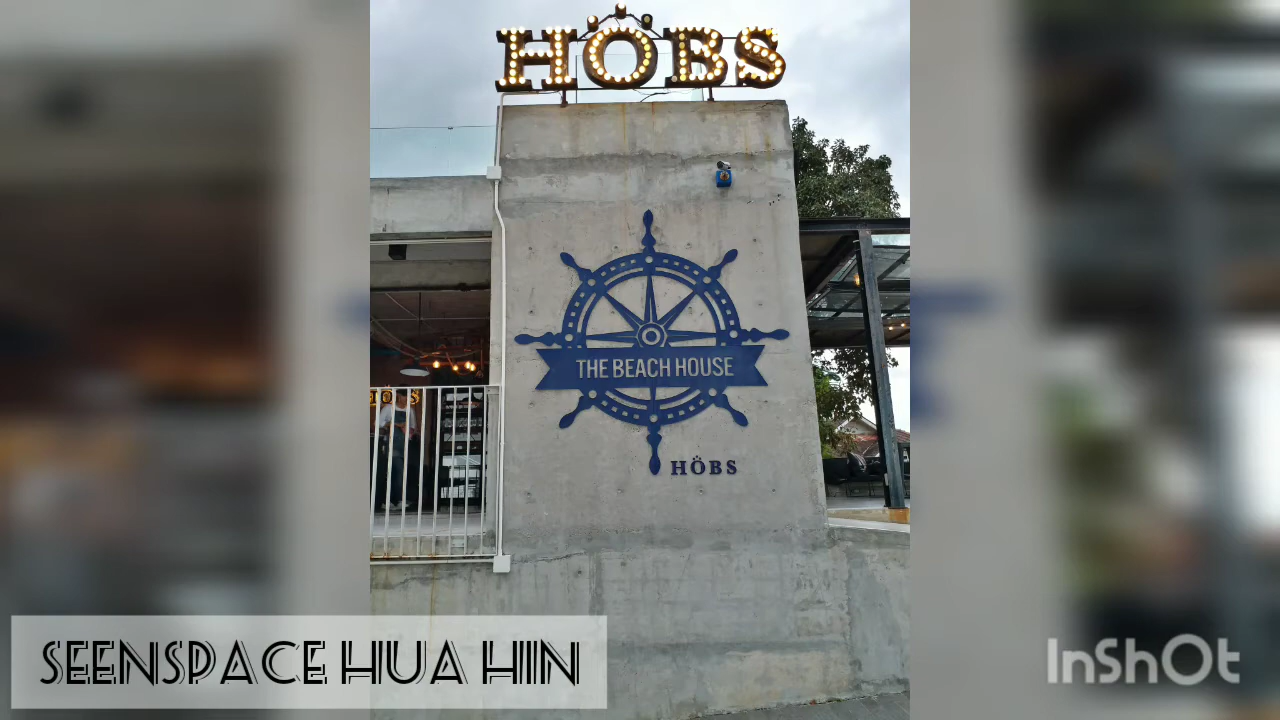 HÖBS
THE BEACH HOUSE
HÖBS
SEENSPACE HUA HIN
InShOt